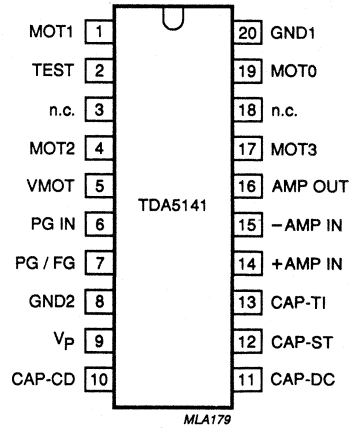 MOT1 1 20 GND1
TEST 2 19 MOT0
n.c. 3 18 n.c.
MOT2 4 17 MOT3
VMOT 5 TDA5141 16 AMP OUT
PG IN 6 15 −AMP IN
PG / FG 7 14 +AMP IN
GND2 8 13 CAP-TI
VP 9 12 CAP-ST
CAP-CD 10 11 CAP-DC
MLA179